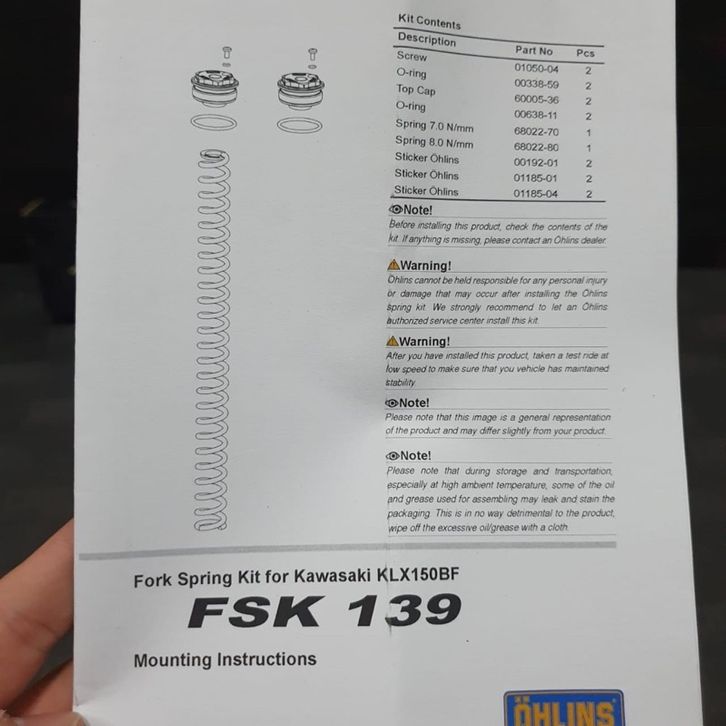 Kit Contents
Description Part No Pcs
Screw 01050-04 2
O-ring 00338-59 2
Top Cap 60005-36 2
O-ring 00638-11 2
Spring 7.0 N/mm 68022-70 1
Spring 8.0 N/mm 68022-80 1
Sticker Öhlins 00192-01 2
Sticker Öhlins 01185-01 2
Sticker Öhlins 01185-04 2
Note!
Before installing this product, check the contents of the
kit. If anything is missing, please contact an Öhlins dealer.
Warning!
Öhlins cannot be held responsible for any personal injury
or damage that may occur after installing the Öhlins
spring kit. We strongly recommend to let an Öhlins
authorized service center install this kit.
Warning!
After you have installed this product, taken a test ride at
low speed to make sure that you vehicle has maintained
stability.
Note!
Please note that this image is a general representation
of the product and may differ slightly from your product.
Note!
Please note that during storage and transportation,
especially at high ambient temperature, some of the oil
and grease used for assembling may leak and stain the
packaging. This is in no way detrimental to the product,
wipe off the excessive oil/grease with a cloth.
Fork Spring Kit for Kawasaki KLX150BF
FSK 139
Mounting Instructions
ÖHLINS